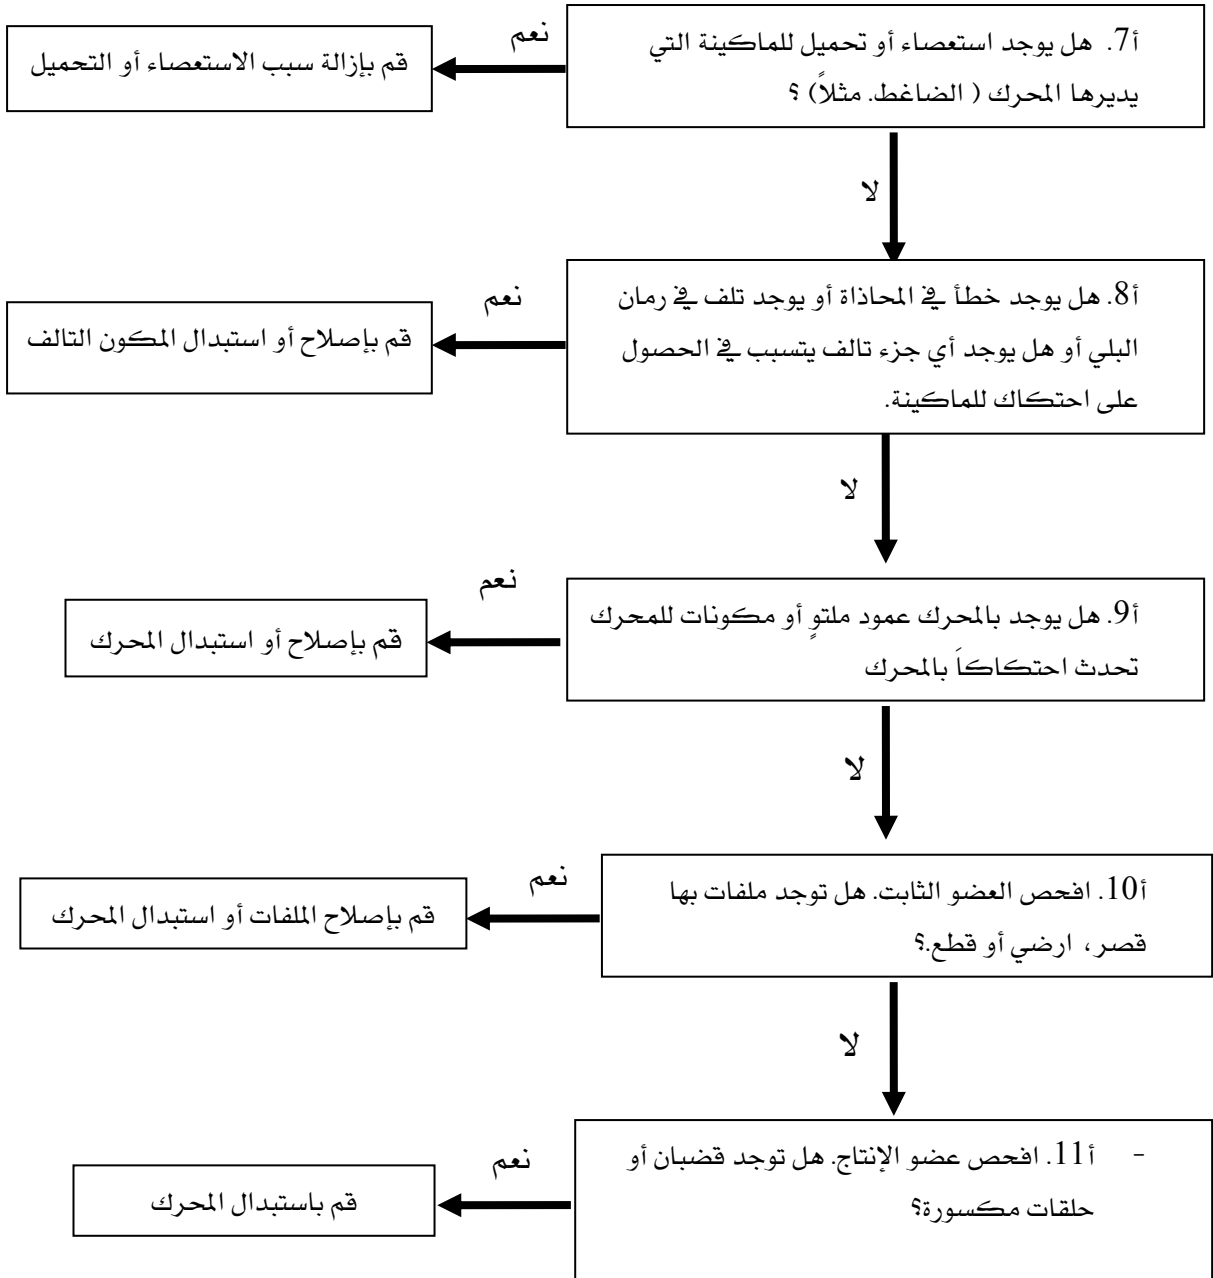 أ7. هل يوجد استعصاء أو تحميل للماكينة التي
يديرها المحرك ( الضاغط. مثلاً) ؟
نعم
قم بإزالة سبب الاستعصاء أو التحميل
لا
أ8. هل يوجد خطأ في المحاذاة أو يوجد تلف في رمان
البلي أو هل يوجد أي جزء تالف يتسبب في الحصول
على احتكاك للماكينة.
نعم
قم بإصلاح أو استبدال المكون التالف
لا
أ9. هل يوجد بالمحرك عمود ملتوٍ أو مكونات للمحرك
تحدث احتكاكاَ بالمحرك
نعم
قم بإصلاح أو استبدال المحرك
لا
أ10. افحص العضو الثابت. هل توجد ملفات بها
قصر، ارضي أو قطع.؟
نعم
قم بإصلاح الملفات أو استبدال المحرك
لا
- أ11. افحص عضو الإنتاج. هل توجد قضبان أو
حلقات مكسورة؟
نعم
قم باستبدال المحرك